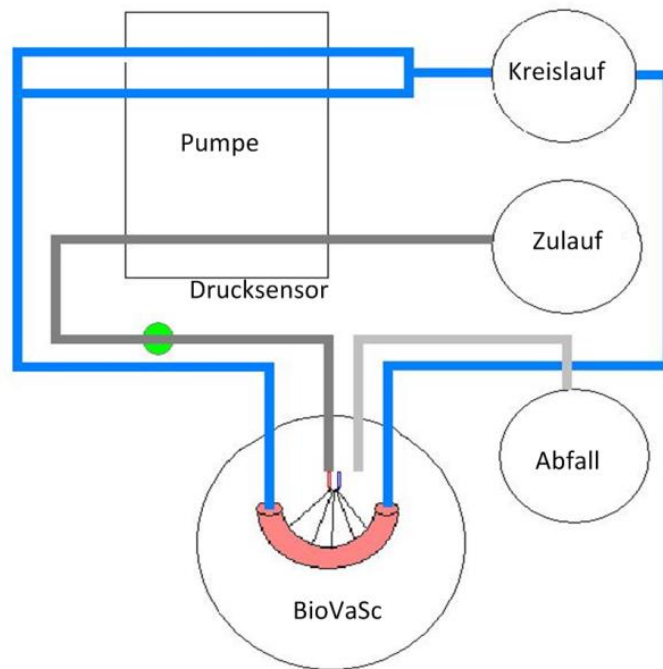 Kreislauf
Pumpe
Zulauf
Drucksensor
Abfall
BioVaSc